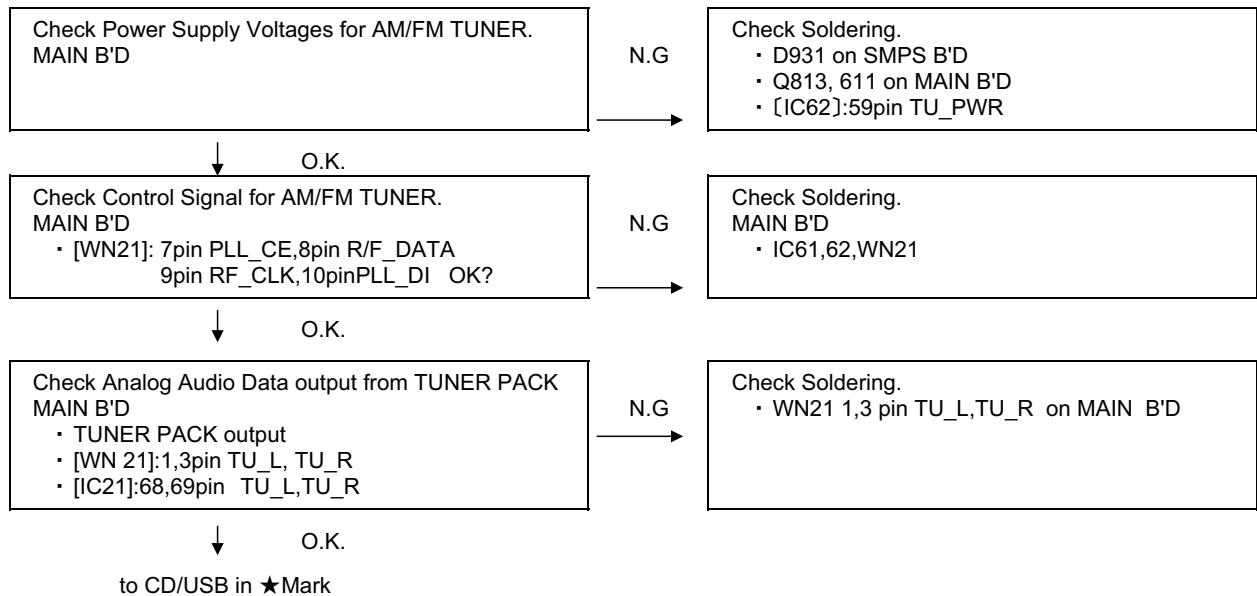 Check Power Supply Voltages for AM/FM TUNER.
MAIN B'D
N.G
Check Soldering.
・D931 on SMPS B'D
・Q813, 611 on MAIN B'D
・〔IC62〕:59pin TU_PWR
O.K.
Check Control Signal for AM/FM TUNER.
MAIN B'D
・[WN21]: 7pin PLL_CE,8pin R/F_DATA
9pin RF_CLK,10pinPLL_DI OK?
N.G
Check Soldering.
MAIN B'D
・IC61,62,WN21
O.K.
Check Analog Audio Data output from TUNER PACK
MAIN B'D
・TUNER PACK output
・[WN 21]:1,3pin TU_L, TU_R
・[IC21]:68,69pin TU_L,TU_R
N.G
Check Soldering.
・WN21 1,3 pin TU_L,TU_R on MAIN B'D
O.K.
to CD/USB in ★Mark